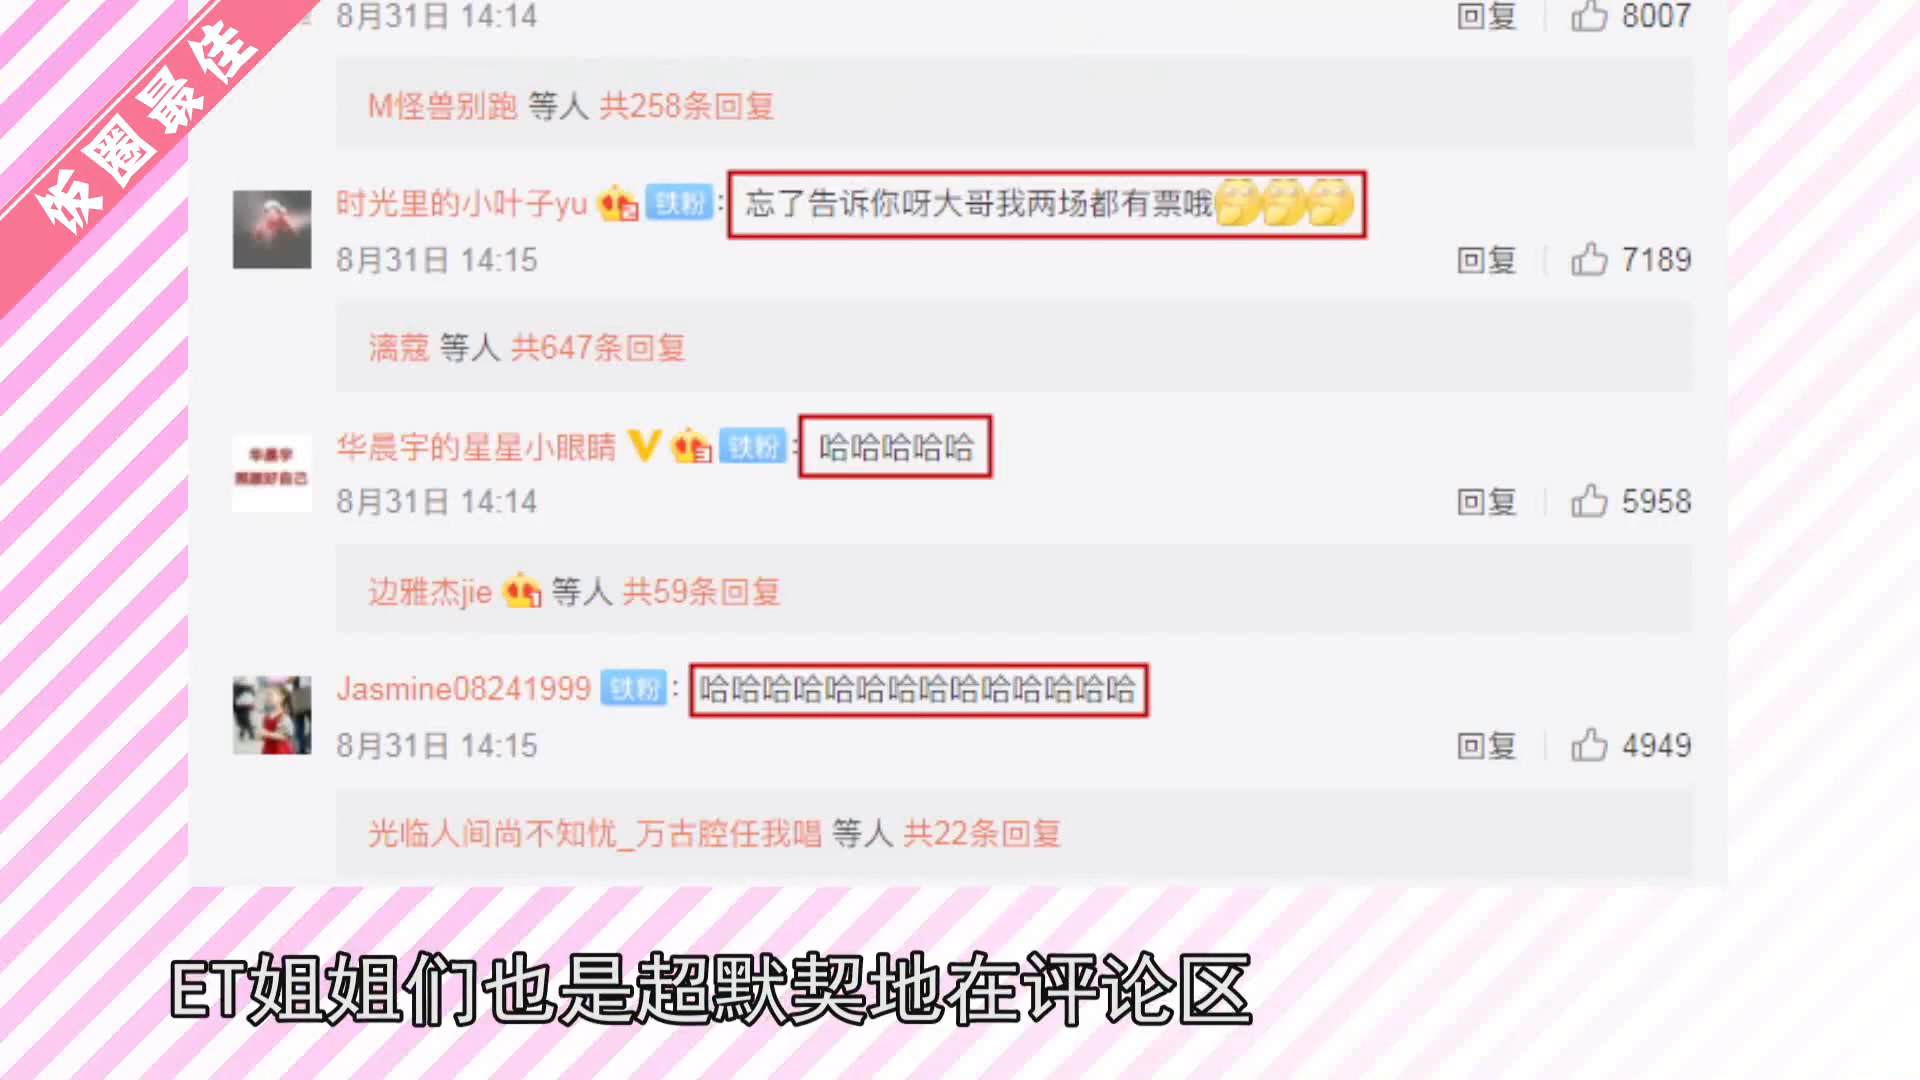 饭圈最佳
8月31日 14:14
回复 8007
M怪兽别跑 等人 共258条回复
时光里的小叶子yu 铁粉 : 忘了告诉你呀大哥我两场都有票哦
8月31日 14:15
回复 7189
漓蔻 等人 共647条回复
华晨宇的星星小眼睛 铁粉 : 哈哈哈哈哈
8月31日 14:14
回复 5958
边雅杰jie 等人 共59条回复
Jasmine08241999 铁粉 : 哈哈哈哈哈哈哈哈哈哈哈哈哈哈
8月31日 14:15
回复 4949
光临人间尚不知忧_万古腔任我唱 等人 共22条回复
ET姐姐们也是超默契地在评论区